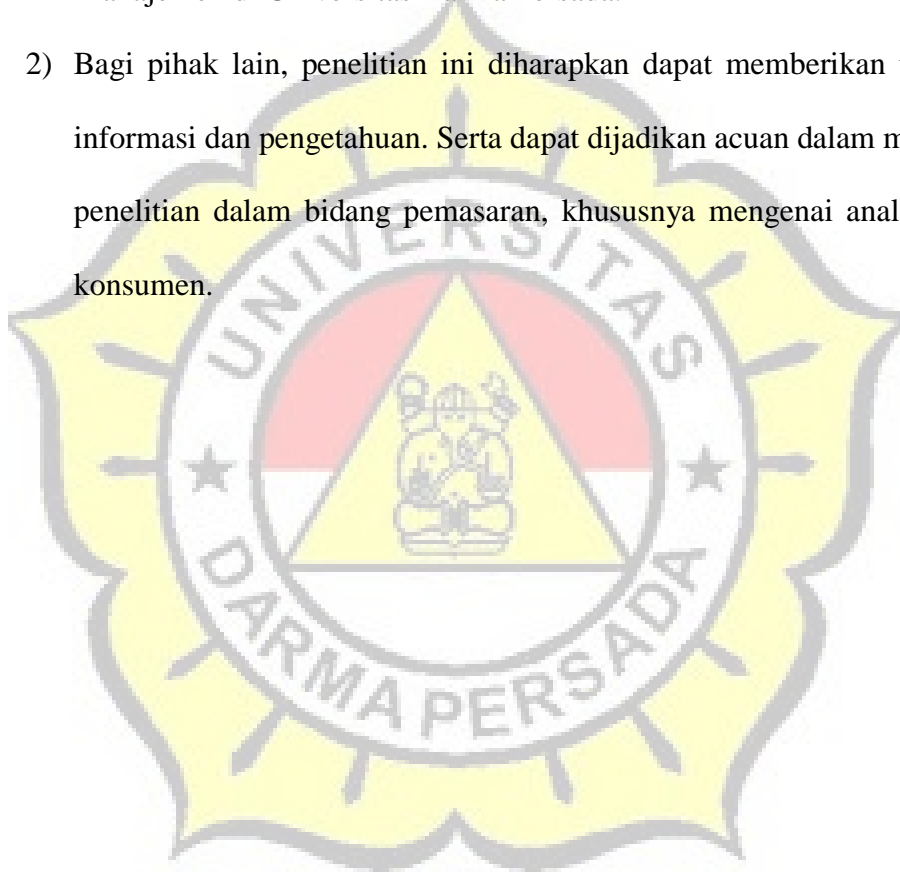 2) Bagi pihak lain, penelitian ini diharapkan dapat memberikan
informasi dan pengetahuan. Serta dapat dijadikan acuan dalam
penelitian dalam bidang pemasaran, khususnya mengenai
konsumen.
UNIVERSITAS
DARMA PERSADA